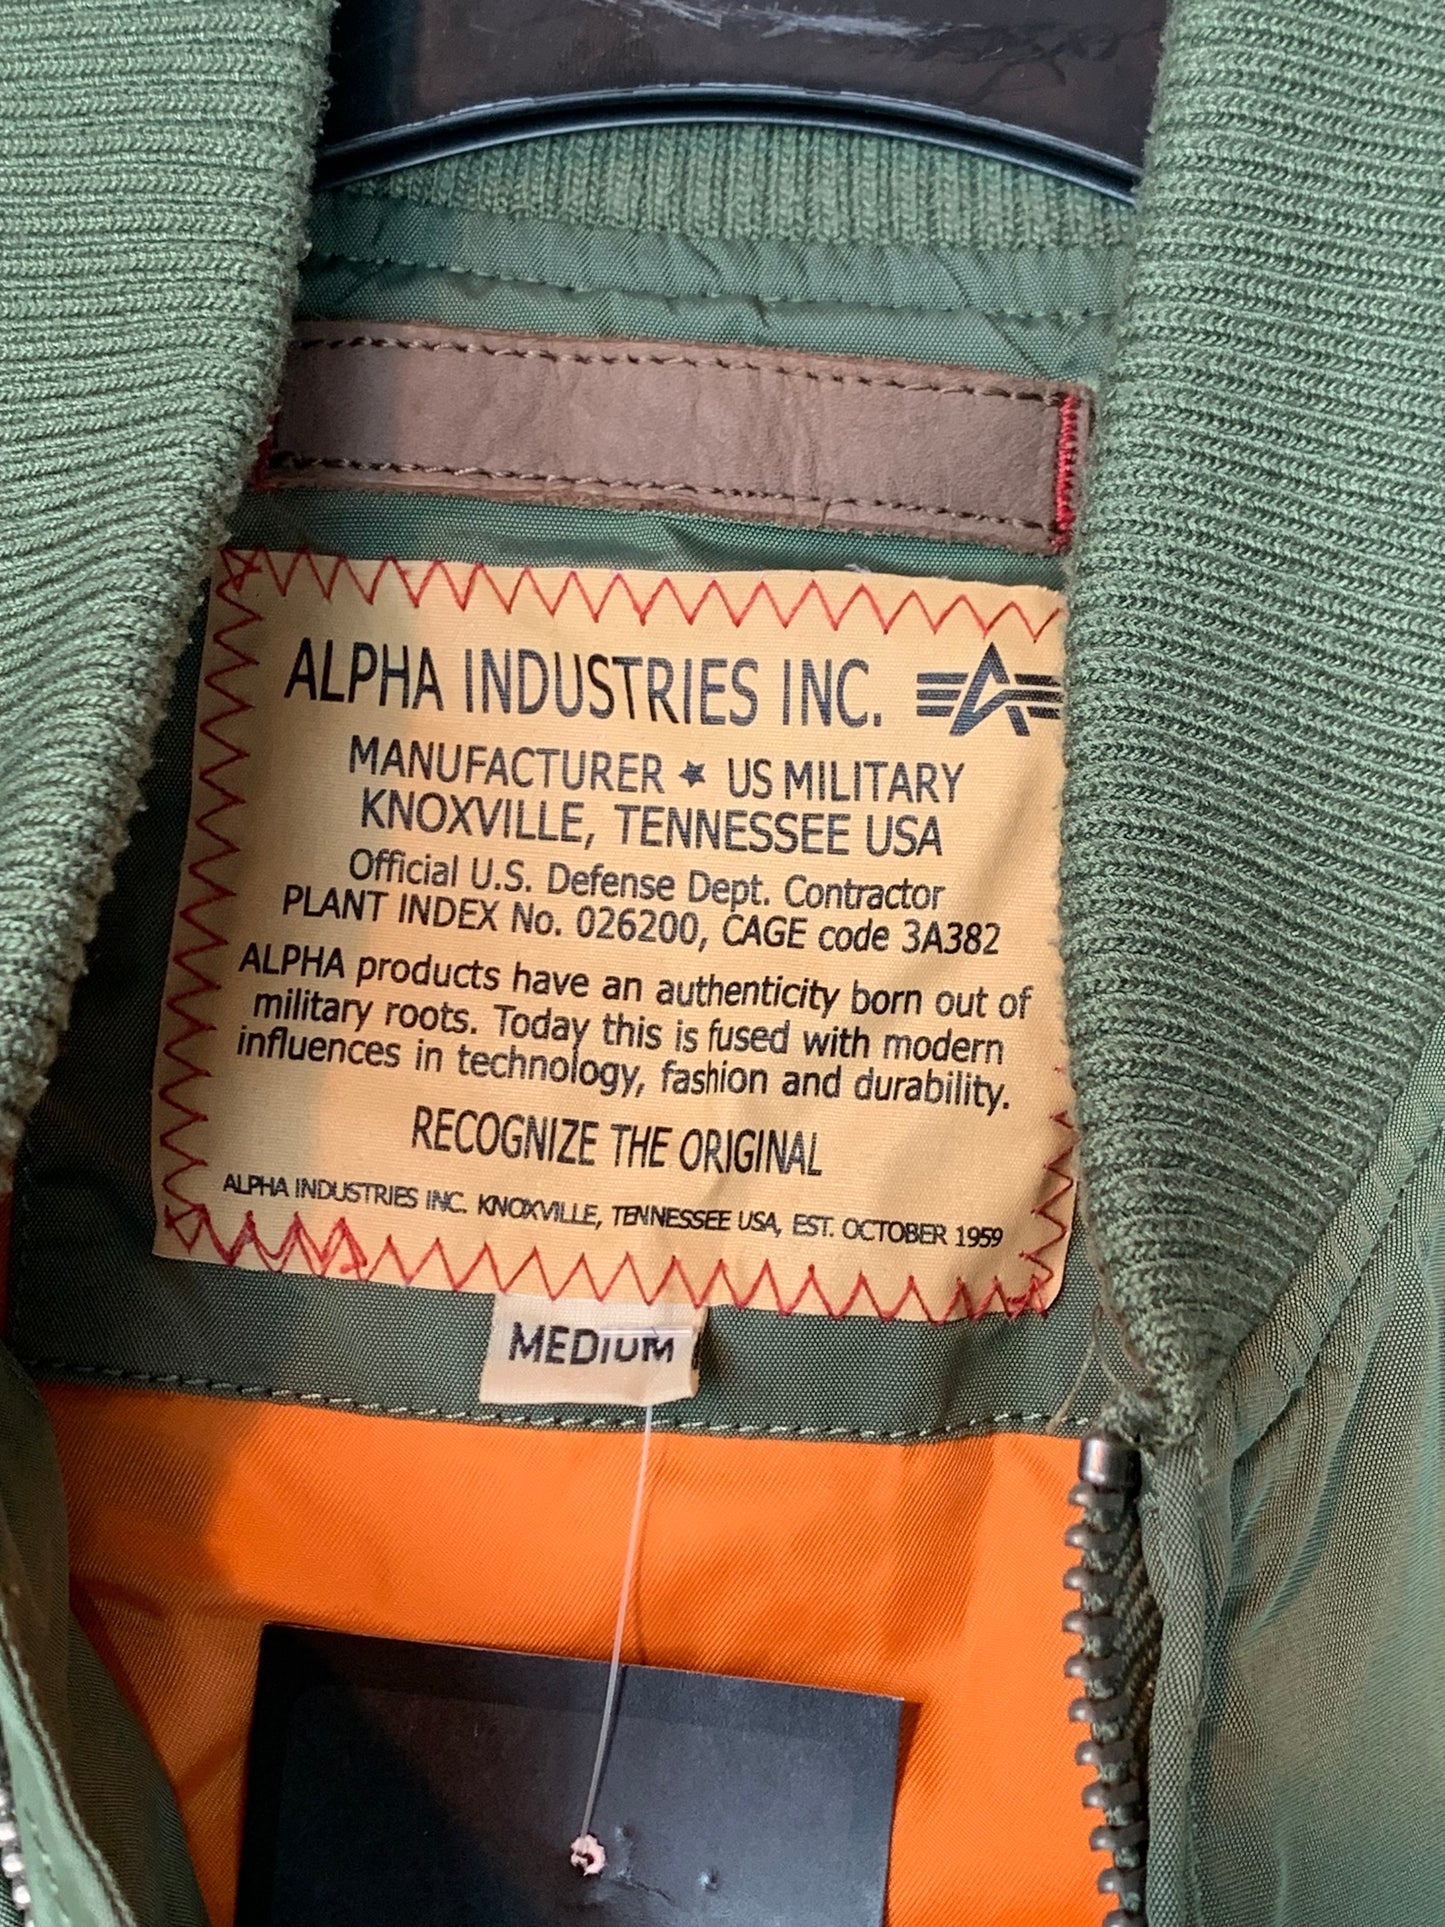 ALPHA INDUSTRIES INC.
MANUFACTURER ★ US MILITARY
KNOXVILLE, TENNESSEE USA
Official U.S. Defense Dept. Contractor
PLANT INDEX No. 026200, CAGE code 3A382
ALPHA products have an authenticity born out of
military roots. Today this is fused with modern
influences in technology, fashion and durability.
RECOGNIZE THE ORIGINAL
ALPHA INDUSTRIES INC. KNOXVILLE, TENNESSEE USA, EST. OCTOBER 1959
MEDIUM